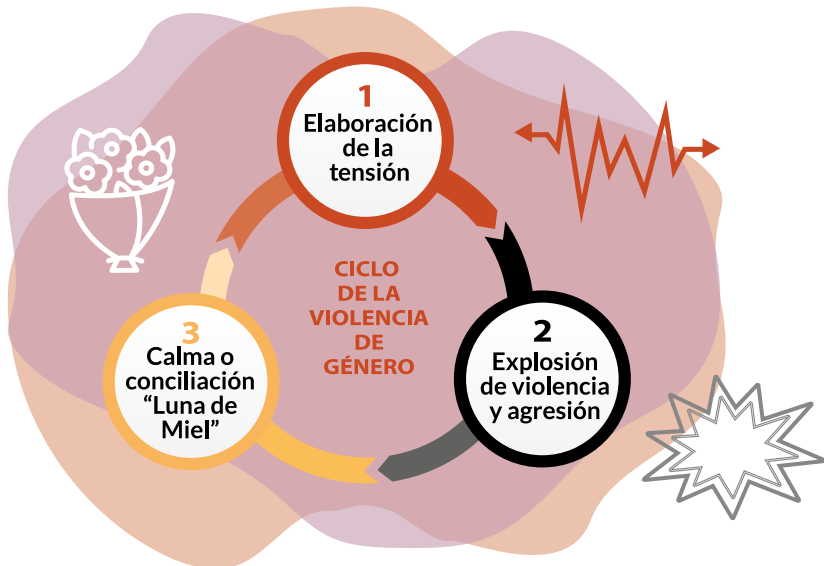 1
Elaboración
de la
tensión
CICLO
DE LA
VIOLENCIA
DE
GÉNERO
2
Explosión
de violencia
y agresión
3
Calma o
conciliación
“Luna de
Miel”